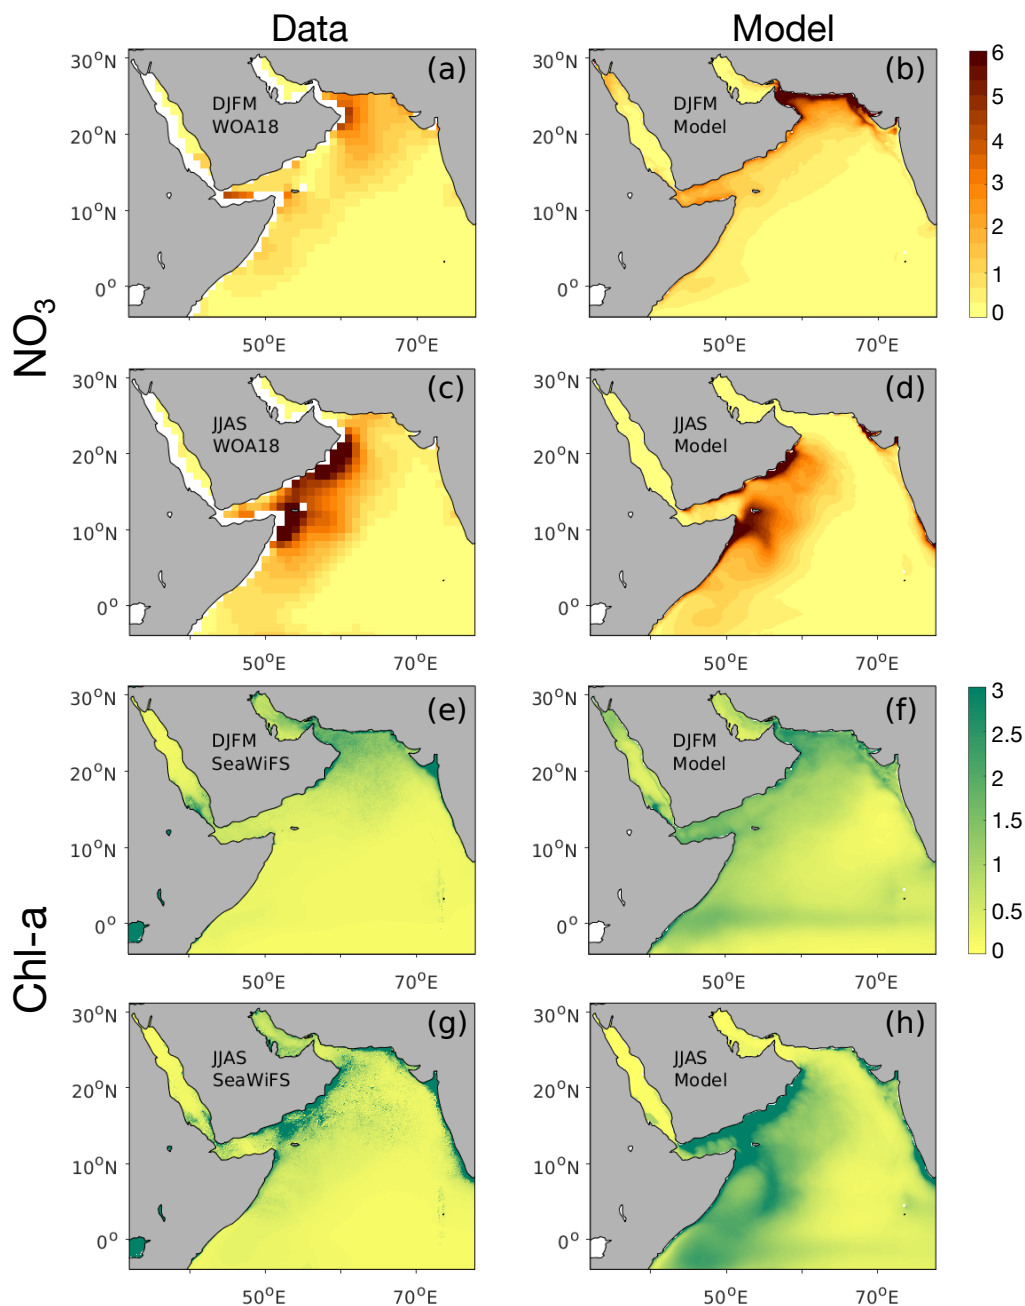 Data Model
NO3
(a)
DJFM
WOA18
30°N
20°N
10°N
0°
50°E 70°E
(b)
DJFM
Model
30°N
20°N
10°N
0°
50°E 70°E
6
5
4
3
2
1
0
(c)
JJAS
WOA18
30°N
20°N
10°N
0°
50°E 70°E
(d)
JJAS
Model
30°N
20°N
10°N
0°
50°E 70°E
Chl-a
(e)
DJFM
SeaWiFS
30°N
20°N
10°N
0°
50°E 70°E
(f)
DJFM
Model
30°N
20°N
10°N
0°
50°E 70°E
3
2.5
2
1.5
1
0.5
0
(g)
JJAS
SeaWiFS
30°N
20°N
10°N
0°
50°E 70°E
(h)
JJAS
Model
30°N
20°N
10°N
0°
50°E 70°E